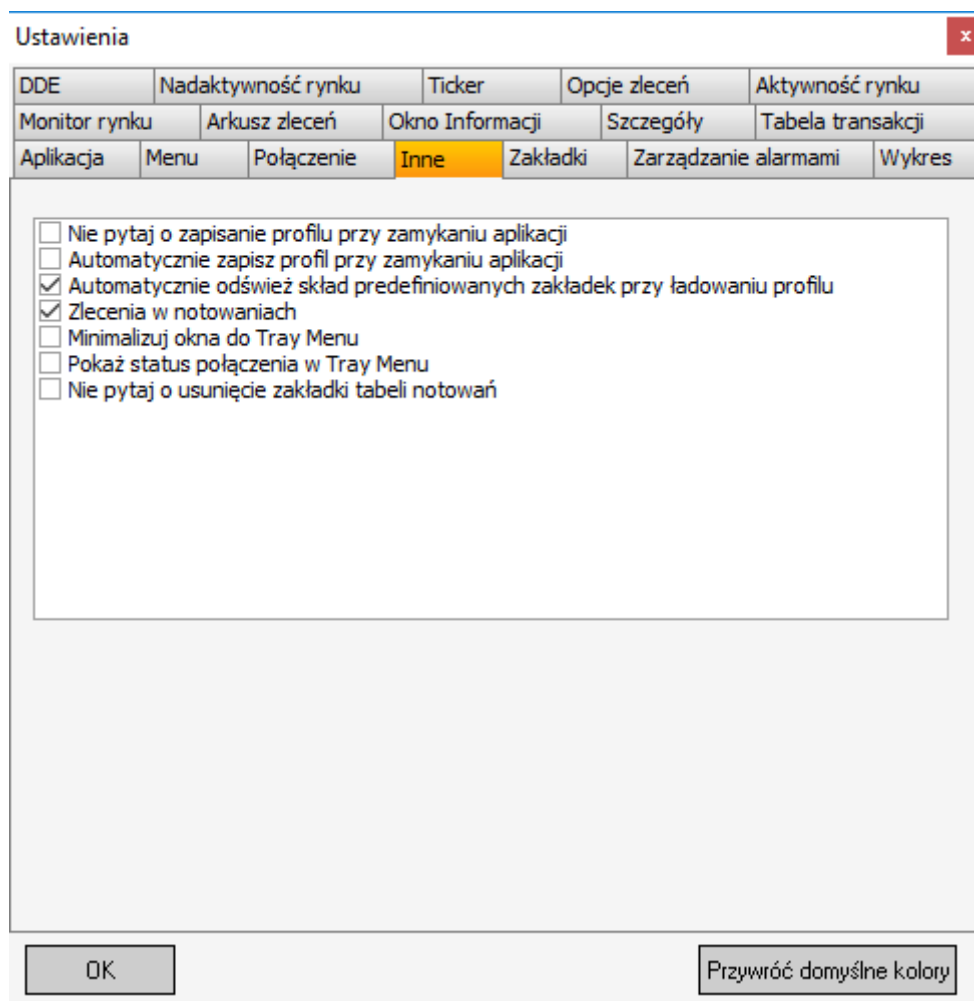 Ustawienia
x
DDE Nadaktywność rynku Ticker Opcje zleceń Aktywność rynku
Monitor rynku Arkusz zleceń Okno Informacji Szczegóły Tabela transakcji
Aplikacja Menu Połączenie Inne Zakładki Zarządzanie alarmami Wykres
Nie pytaj o zapisanie profilu przy zamykaniu aplikacji
Automatycznie zapisz profil przy zamykaniu aplikacji
Automatycznie odśwież skład predefiniowanych zakładek przy ładowaniu profilu
Zlecenia w notowaniach
Minimalizuj okna do Tray Menu
Pokaż status połączenia w Tray Menu
Nie pytaj o usunięcie zakładki tabeli notowań
OK Przywróć domyślne kolory